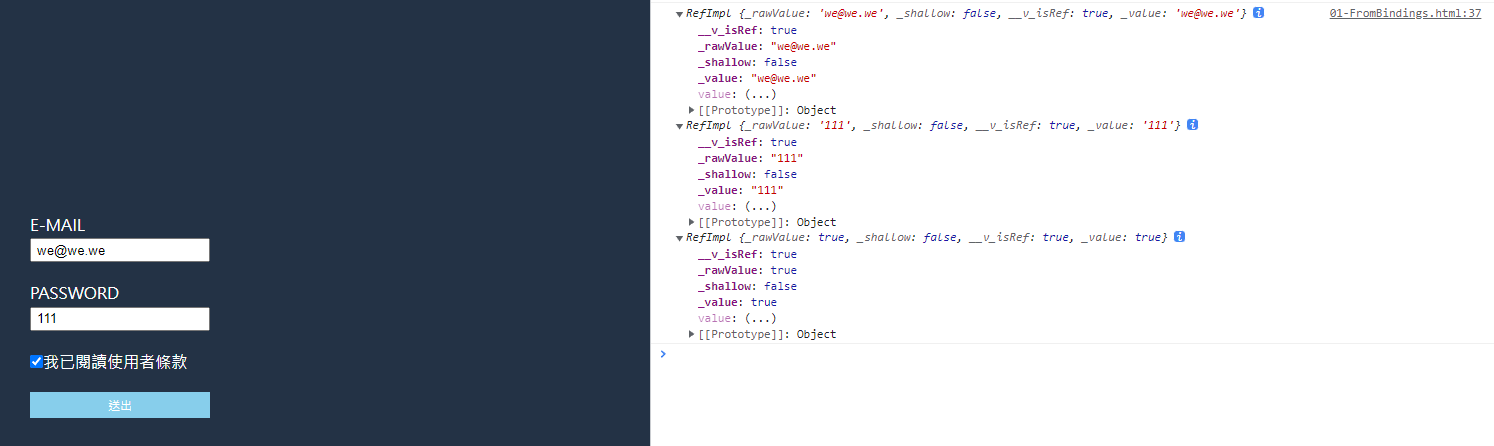 E-MAIL
we@we.we
PASSWORD
111
我已閱讀使用者條款
送出
RefImpl {_rawValue: 'we@we.we', _shallow: false, __v_isRef: true, _value: 'we@we.we'} i 01-FromBindings.html:37
__v_isRef: true
_rawValue: "we@we.we"
_shallow: false
_value: "we@we.we"
value: (...)
[[Prototype]]: Object
RefImpl {_rawValue: '111', _shallow: false, __v_isRef: true, _value: '111'} i
__v_isRef: true
_rawValue: "111"
_shallow: false
_value: "111"
value: (...)
[[Prototype]]: Object
RefImpl {_rawValue: true, _shallow: false, __v_isRef: true, _value: true} i
__v_isRef: true
_rawValue: true
_shallow: false
_value: true
value: (...)
[[Prototype]]: Object